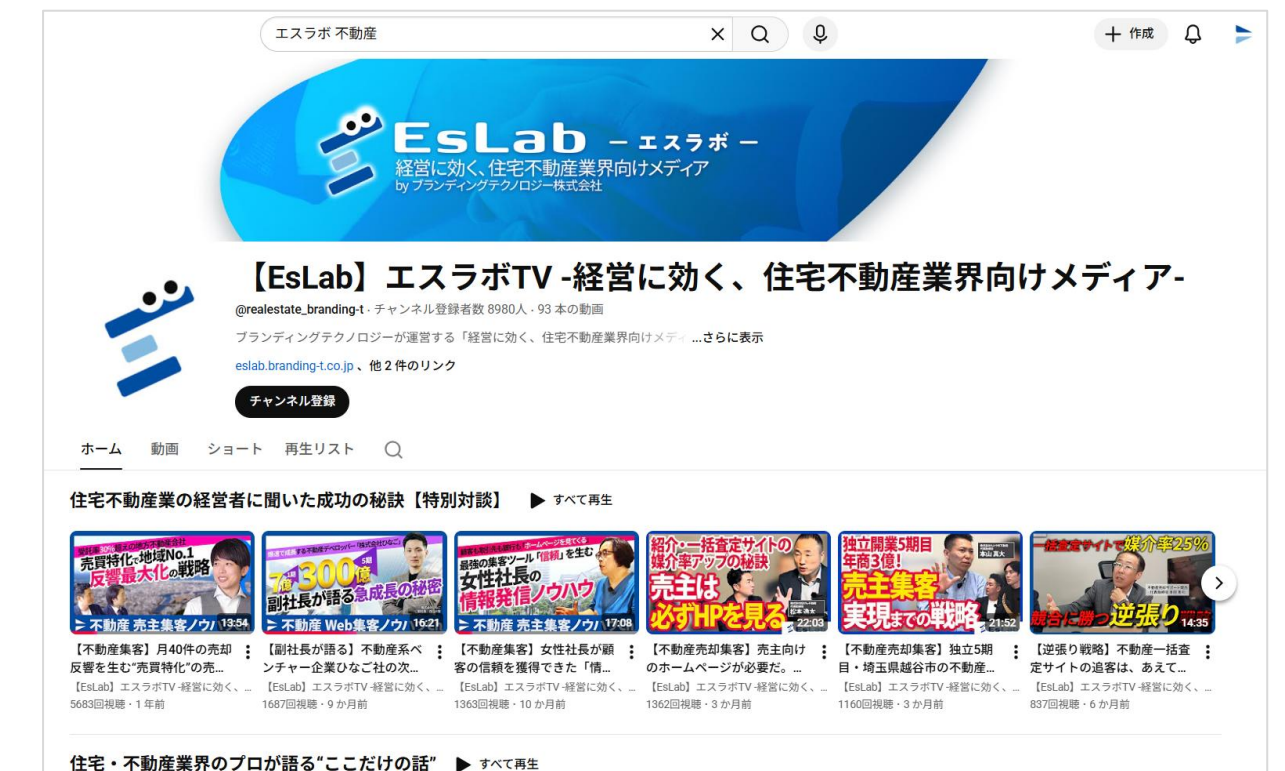 エスラボ 不動産
作成
EsLab －エスラボ－
経営に効く、住宅不動産業界向けメディア
by ブランディングテクノロジー株式会社
【EsLab】エスラボTV -経営に効く、住宅不動産業界向けメディア-
@realestate_branding-t · チャンネル登録者数 8980人 · 93 本の動画
ブランディングテクノロジーが運営する「経営に効く、住宅不動産業界向けメディ ...さらに表示
eslab.branding-t.co.jp 、他 2 件のリンク
チャンネル登録
ホーム 動画 ショート 再生リスト
住宅不動産業の経営者に聞いた成功の秘訣【特別対談】 すべて再生
売買特化で地域No.1
反響最大化の戦略
不動産 売主集客ノウハ
13:54
7億 300億
副社長が語る急成長の秘密
不動産 Web集客ノウハ
16:21
最強の集客ツール「信頼」を生む
女性社長の
情報発信ノウハウ
不動産 売主集客ノウハ
17:08
紹介・一括査定サイトの
媒介率アップの秘訣
売主は
必ずHPを見る
22:03
独立開業5期目
年商3億!
売主集客
実現までの戦略
21:52
一括査定サイトで媒介率25%
競合に勝つ逆張り
14:35
【不動産集客】月40件の売却
反響を生む“売買特化”の売...
【EsLab】エスラボTV -経営に効く、...
5683回視聴・1 年前
【副社長が語る】不動産系ベ
ンチャー企業ひなご社の次...
【EsLab】エスラボTV -経営に効く、...
1687回視聴・9 か月前
【不動産集客】女性社長が顧
客の信頼を獲得できた「情...
【EsLab】エスラボTV -経営に効く、...
1363回視聴・10 か月前
【不動産売却集客】売主向け
のホームページが必要だ。...
【EsLab】エスラボTV -経営に効く、...
1362回視聴・3 か月前
【不動産売却集客】独立5期
目・埼玉県越谷市の不動産...
【EsLab】エスラボTV -経営に効く、...
1160回視聴・3 か月前
【逆張り戦略】不動産一括査
定サイトの追客は、あえて...
【EsLab】エスラボTV -経営に効く、...
837回視聴・6 か月前
住宅・不動産業界のプロが語る“ここだけの話” すべて再生